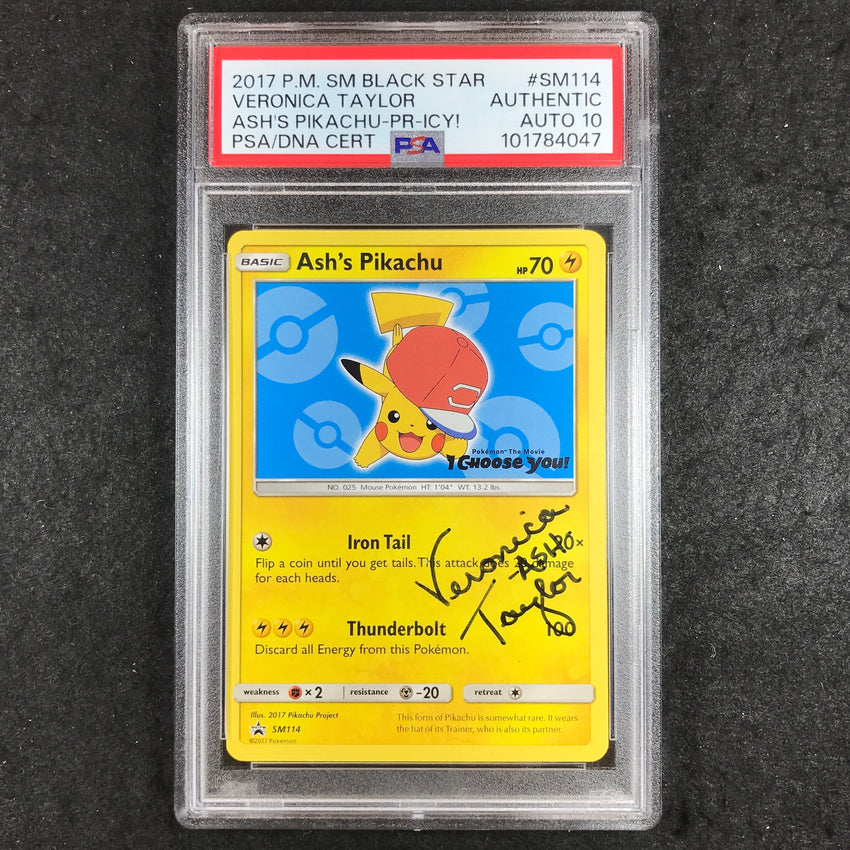 2017 P.M. SM BLACK STAR #SM114
VERONICA TAYLOR AUTHENTIC
ASH'S PIKACHU-PR-ICY! AUTO 10
PSA/DNA CERT PSA 101784047
BASIC Ash's Pikachu HP 70
Pokémon™ The Movie
I Choose You!
NO. 025 Mouse Pokémon HT: 1'04" WT: 13.2 lbs.
Iron Tail 20×
Flip a coin until you get tails. This attack does 20 damage
for each heads.
Veronica
-ASH
Taylor
Thunderbolt 100
Discard all Energy from this Pokémon.
weakness ×2 resistance -20 retreat
Illus. 2017 Pikachu Project
SM114
©2017 Pokémon
This form of Pikachu is somewhat rare. It wears
the hat of its Trainer, who is also its partner.